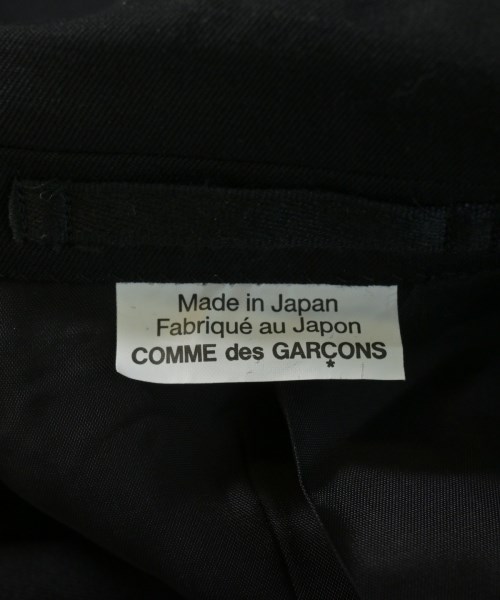 Made in Japan
Fabriqué au Japon
COMME des GARÇONS
*